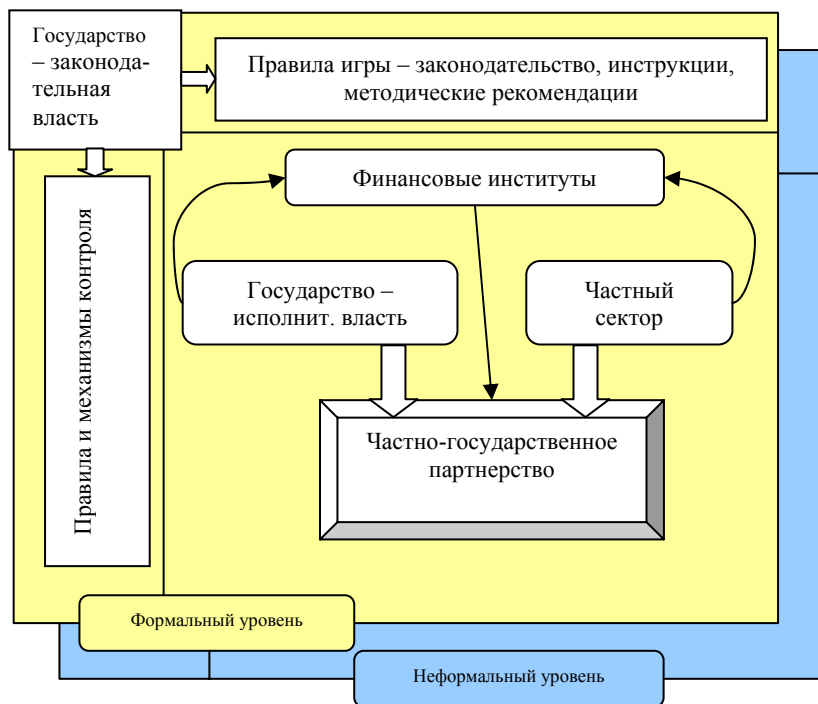 Государство
– законода-
тельная
власть
Правила игры – законодательство, инструкции,
методические рекомендации
Правила и механизмы контроля
Финансовые институты
Государство –
исполнит. власть
Частный
сектор
Частно-государственное
партнерство
Формальный уровень
Неформальный уровень